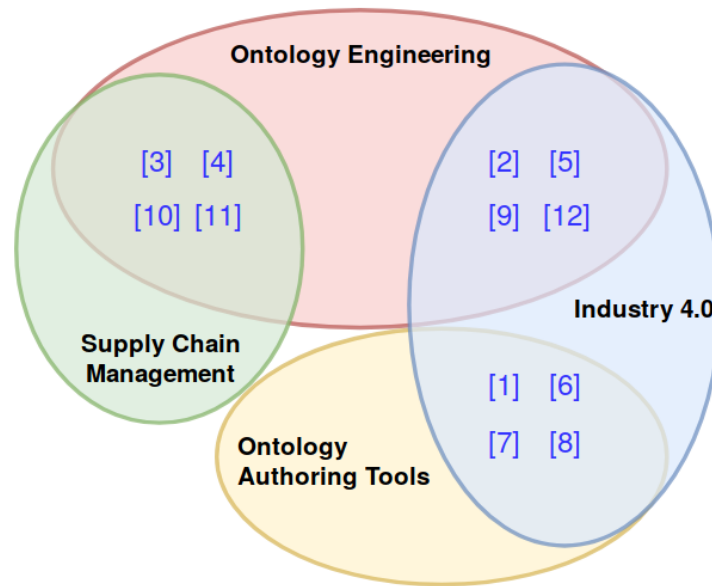 Ontology Engineering
[3] [4]
[10] [11]
[2] [5]
[9] [12]
Industry 4.0
Supply Chain
Management
[1] [6]
[7] [8]
Ontology
Authoring Tools